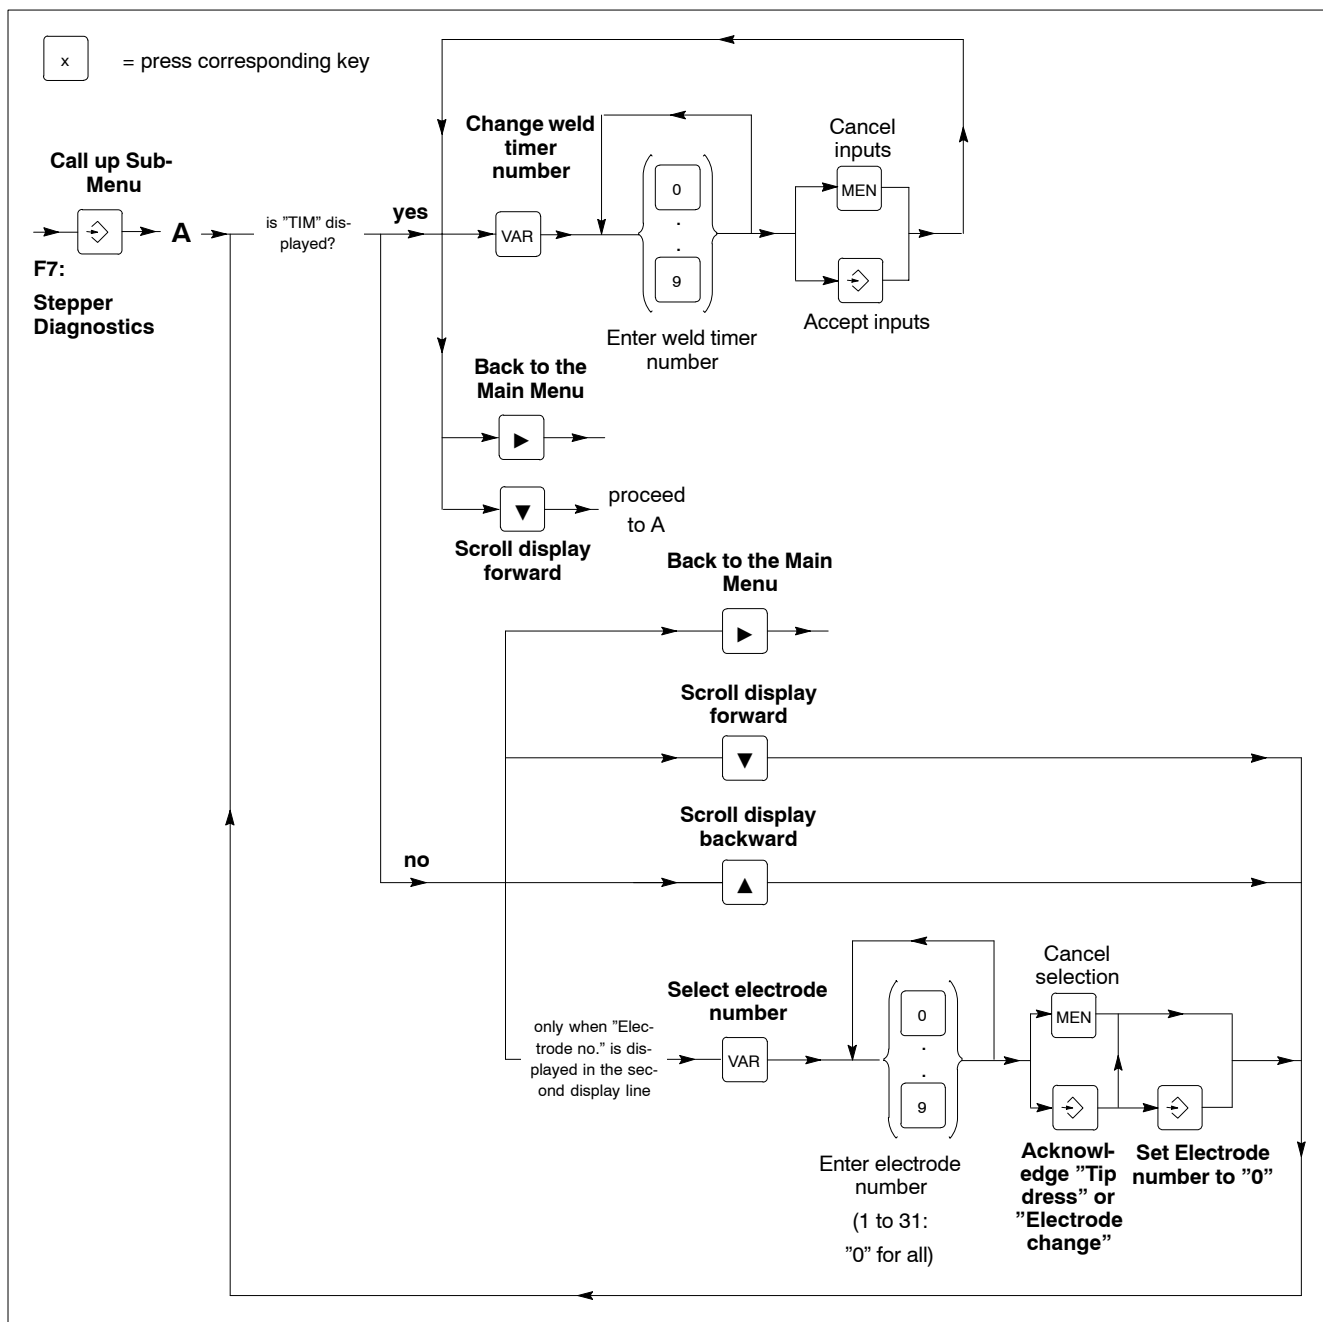 x
= press corresponding key
Call up Sub-
Menu
A
F7:
Stepper
Diagnostics
is ”TIM” dis-
played?
yes
Change weld
timer
number
VAR
0
.
.
9
Enter weld timer
number
Cancel
inputs
MEN
Accept inputs
Back to the
Main Menu
proceed
to A
Scroll display
forward
Back to the Main
Menu
Scroll display
forward
Scroll display
backward
no
only when ”Elec-
trode no.” is dis-
played in the sec-
ond display line
Select electrode
number
VAR
0
.
.
9
Enter electrode
number
(1 to 31:
”0” for all)
Cancel
selection
MEN
Acknowl-
edge ”Tip
dress” or
”Electrode
change”
Set Electrode
number to ”0”